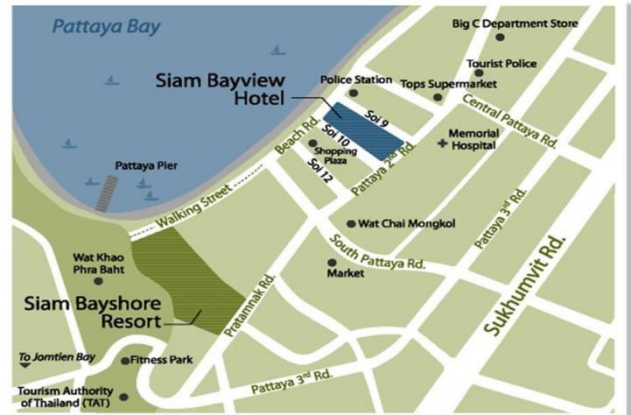 Pattaya Bay
Big C Department Store
Tourist Police
Siam Bayview
Hotel
Police Station
Tops Supermarket
Soi 9
Central Pattaya Rd.
Beach Rd.
Soi 10
Memorial
Hospital
Shopping
Plaza
Soi 12
Pattaya 2nd Rd.
Pattaya Pier
Walking Street
Wat Chai Mongkol
Pattaya 3rd Rd.
South Pattaya Rd.
Sukhumvit Rd.
Wat Khao
Phra Baht
Market
Siam Bayshore
Resort
Pratamnak Rd.
To Jomtien Bay
Fitness Park
Pattaya 3rd Rd.
Tourism Authority
of Thailand (TAT)